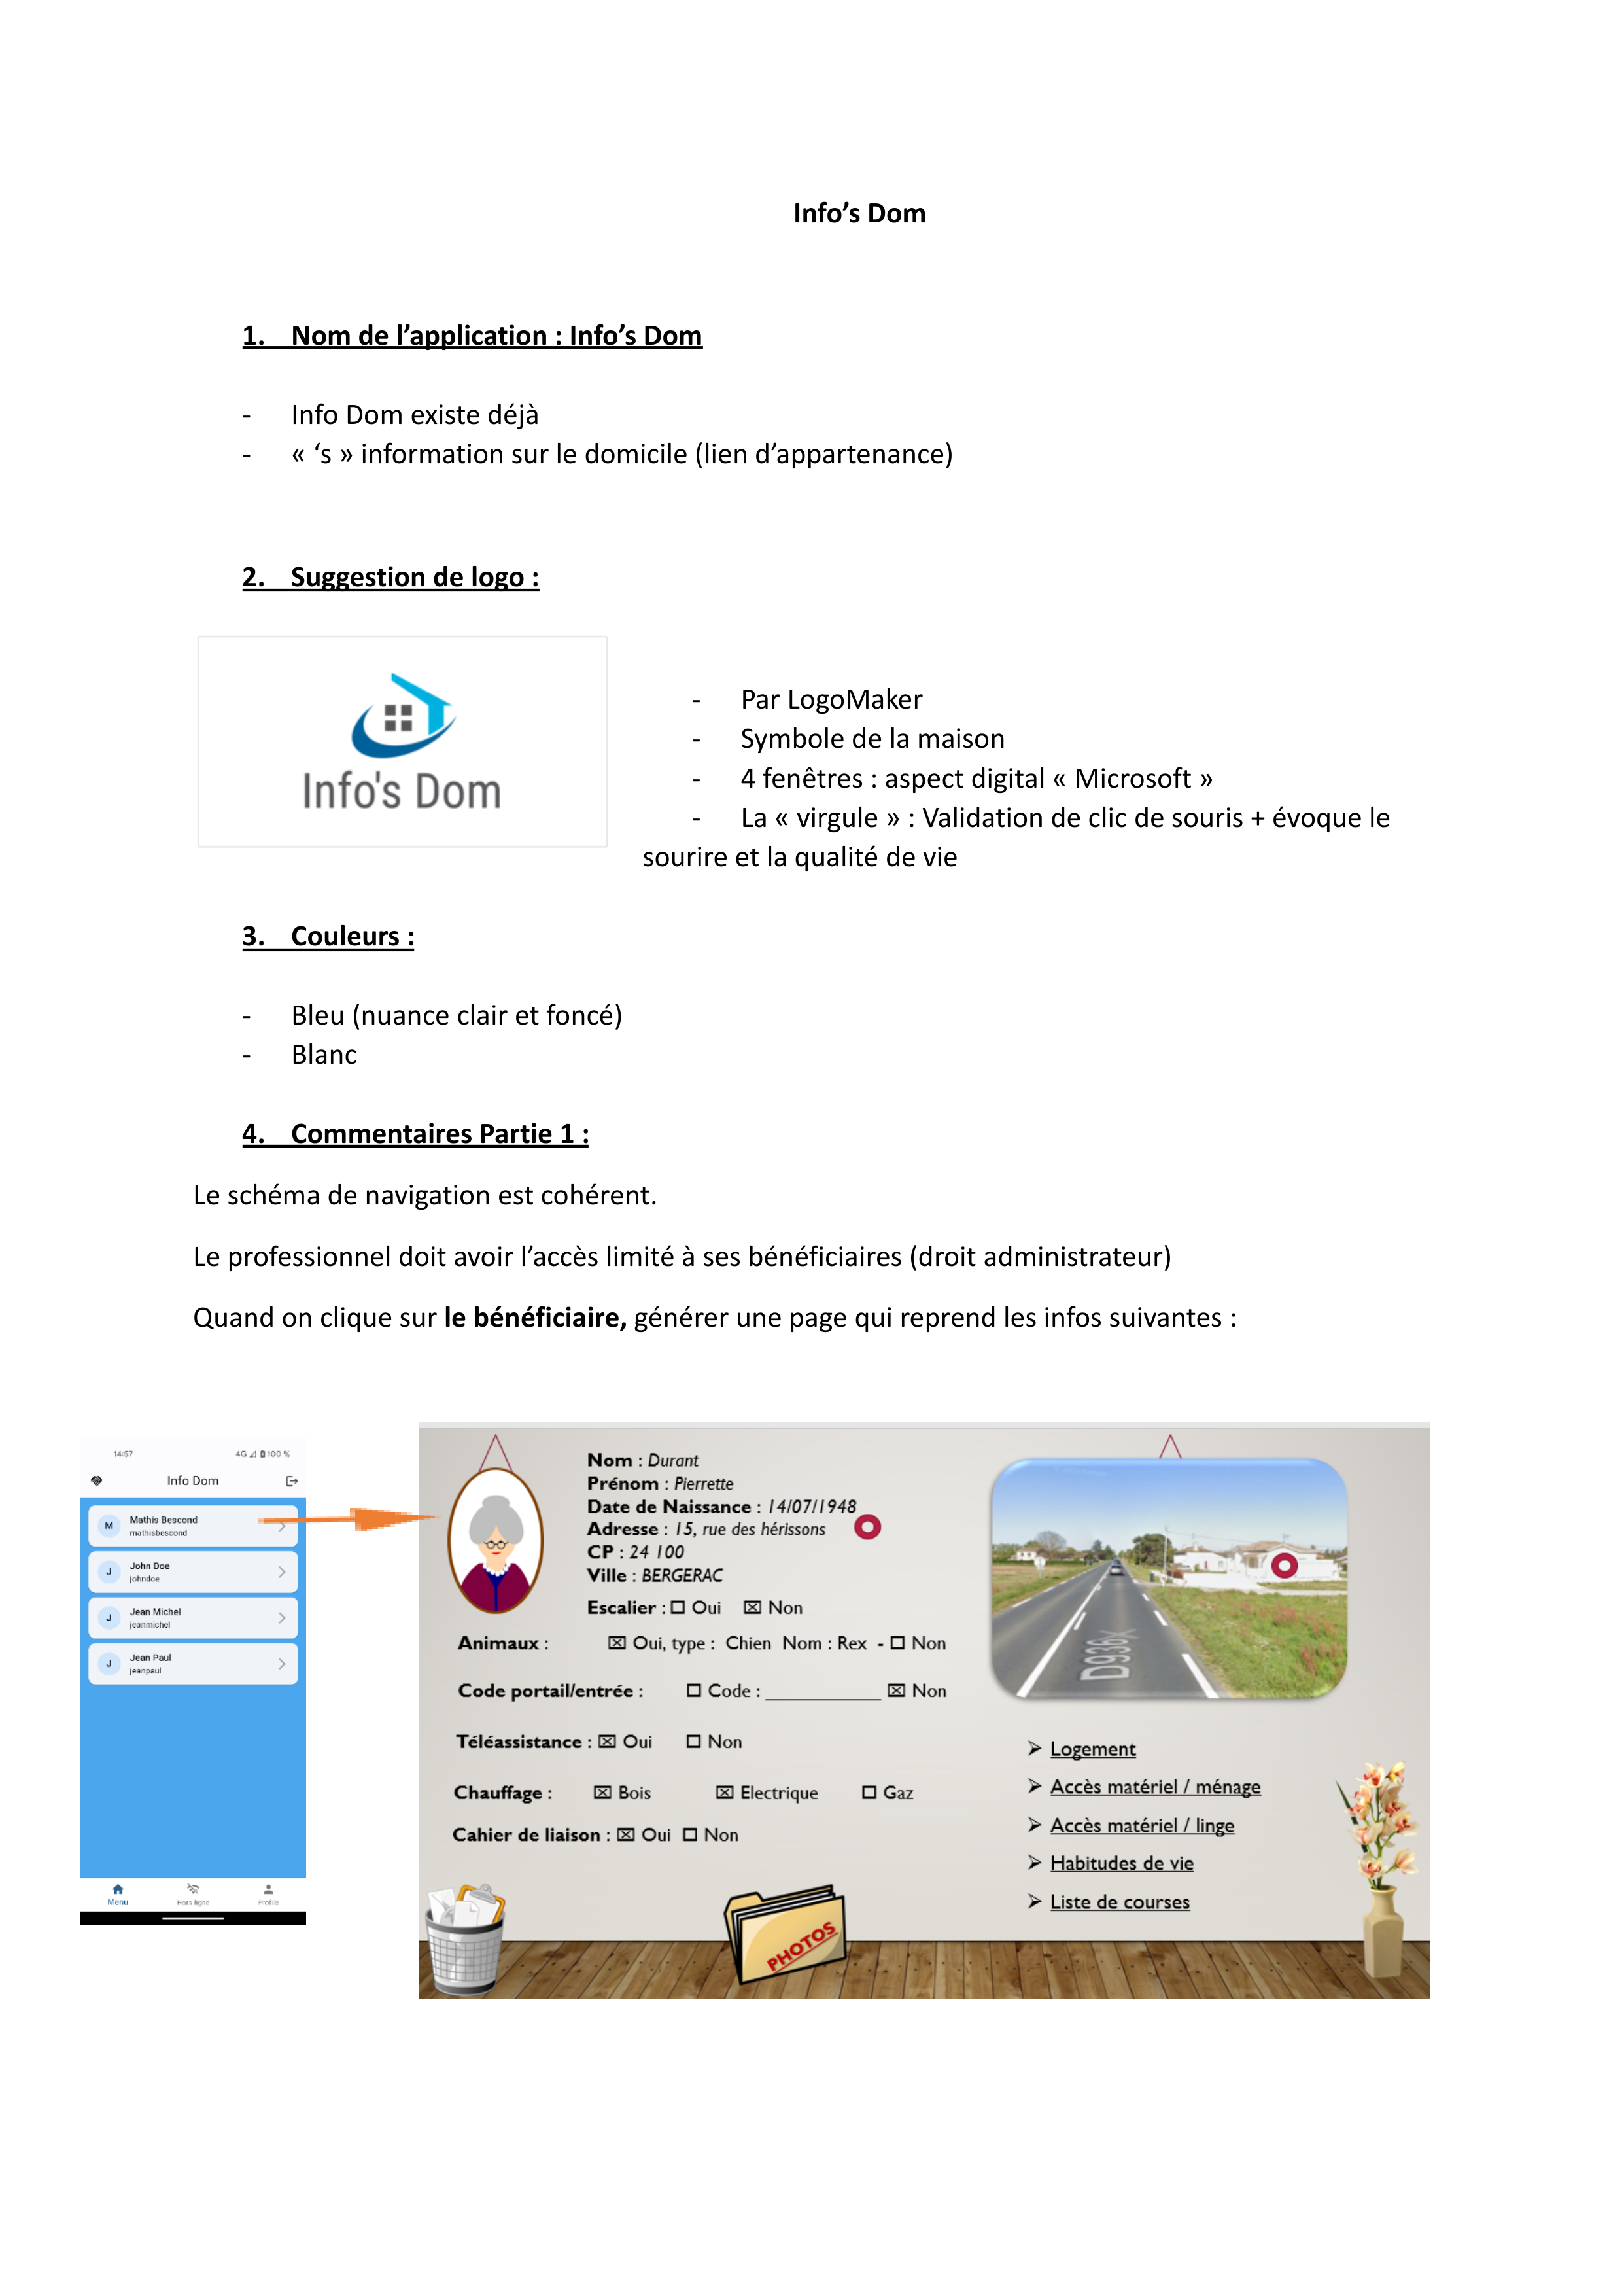 Info’s Dom
1. Nom de l’application : Info’s Dom
- Info Dom existe déjà
- « ‘s » information sur le domicile (lien d’appartenance)
2. Suggestion de logo :
Info's Dom
- Par LogoMaker
- Symbole de la maison
- 4 fenêtres : aspect digital « Microsoft »
- La « virgule » : Validation de clic de souris + évoque le
sourire et la qualité de vie
3. Couleurs :
- Bleu (nuance clair et foncé)
- Blanc
4. Commentaires Partie 1 :
Le schéma de navigation est cohérent.
Le professionnel doit avoir l’accès limité à ses bénéficiaires (droit administrateur)
Quand on clique sur le bénéficiaire, générer une page qui reprend les infos suivantes :
14:57 4G 100 %
Info Dom
M Mathis Bescond
mathisbescond
J John Doe
johndoe
J Jean Michel
jeanmichel
J Jean Paul
jeanpaul
Menu Hors ligne Profile
Nom : Durant
Prénom : Pierrette
Date de Naissance : 14/07/1948
Adresse : 15, rue des hérissons
CP : 24 100
Ville : BERGERAC
Escalier : ☐ Oui ☒ Non
Animaux : ☒ Oui, type : Chien Nom : Rex - ☐ Non
Code portail/entrée : ☐ Code : ___________ ☒ Non
Téléassistance : ☒ Oui ☐ Non
Chauffage : ☒ Bois ☒ Electrique ☐ Gaz
Cahier de liaison : ☒ Oui ☐ Non
PHOTOS
D936
➢ Logement
➢ Accès matériel / ménage
➢ Accès matériel / linge
➢ Habitudes de vie
➢ Liste de courses